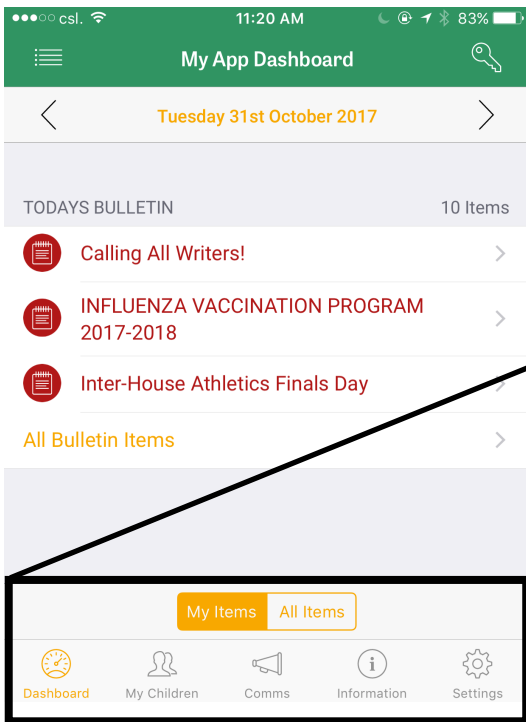 csl. 11:20 AM 83%
My App Dashboard
Tuesday 31st October 2017
TODAYS BULLETIN 10 Items
Calling All Writers!
INFLUENZA VACCINATION PROGRAM
2017-2018
Inter-House Athletics Finals Day
All Bulletin Items
My Items All Items
Dashboard My Children Comms Information Settings